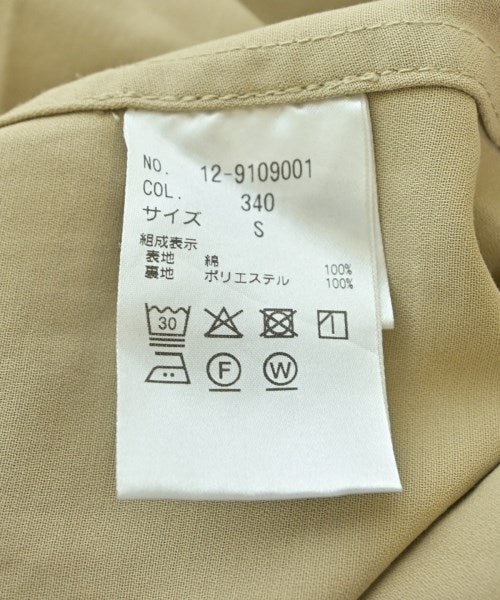 NO. 12-9109001
COL. 340
サイズ S
組成表示
表地 綿 100%
裏地 ポリエステル 100%
30
F W